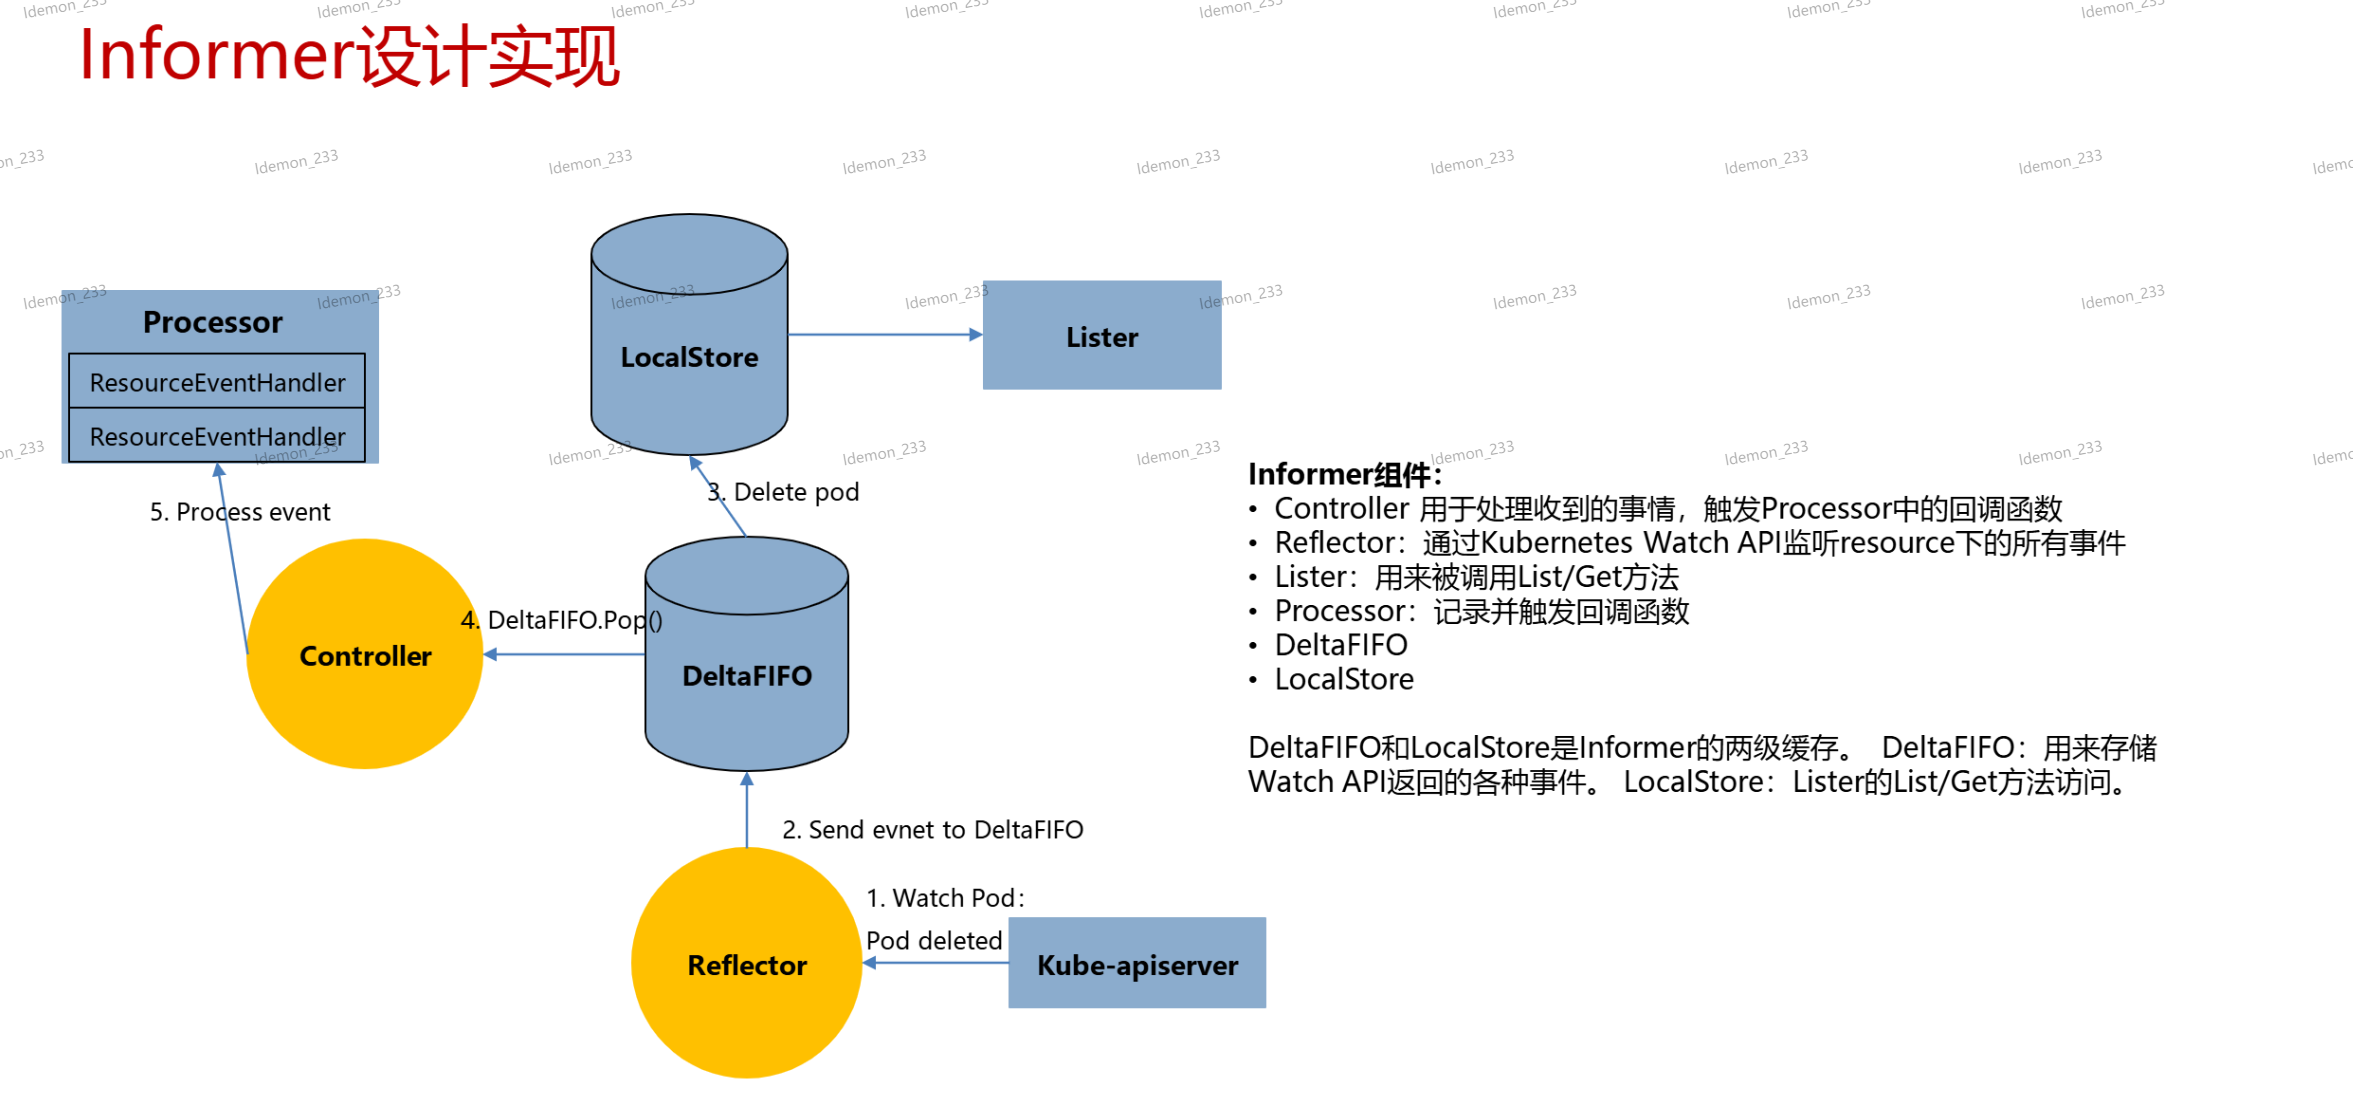 Informer设计实现
Processor
ResourceEventHandler
ResourceEventHandler
LocalStore
Lister
3. Delete pod
5. Process event
4. DeltaFIFO.Pop()
Controller
DeltaFIFO
2. Send evnet to DeltaFIFO
1. Watch Pod：
Pod deleted
Reflector
Kube-apiserver
Informer组件：
• Controller 用于处理收到的事情，触发Processor中的回调函数
• Reflector：通过Kubernetes Watch API监听resource下的所有事件
• Lister：用来被调用List/Get方法
• Processor：记录并触发回调函数
• DeltaFIFO
• LocalStore
DeltaFIFO和LocalStore是Informer的两级缓存。 DeltaFIFO：用来存储
Watch API返回的各种事件。 LocalStore：Lister的List/Get方法访问。
ldemon_233